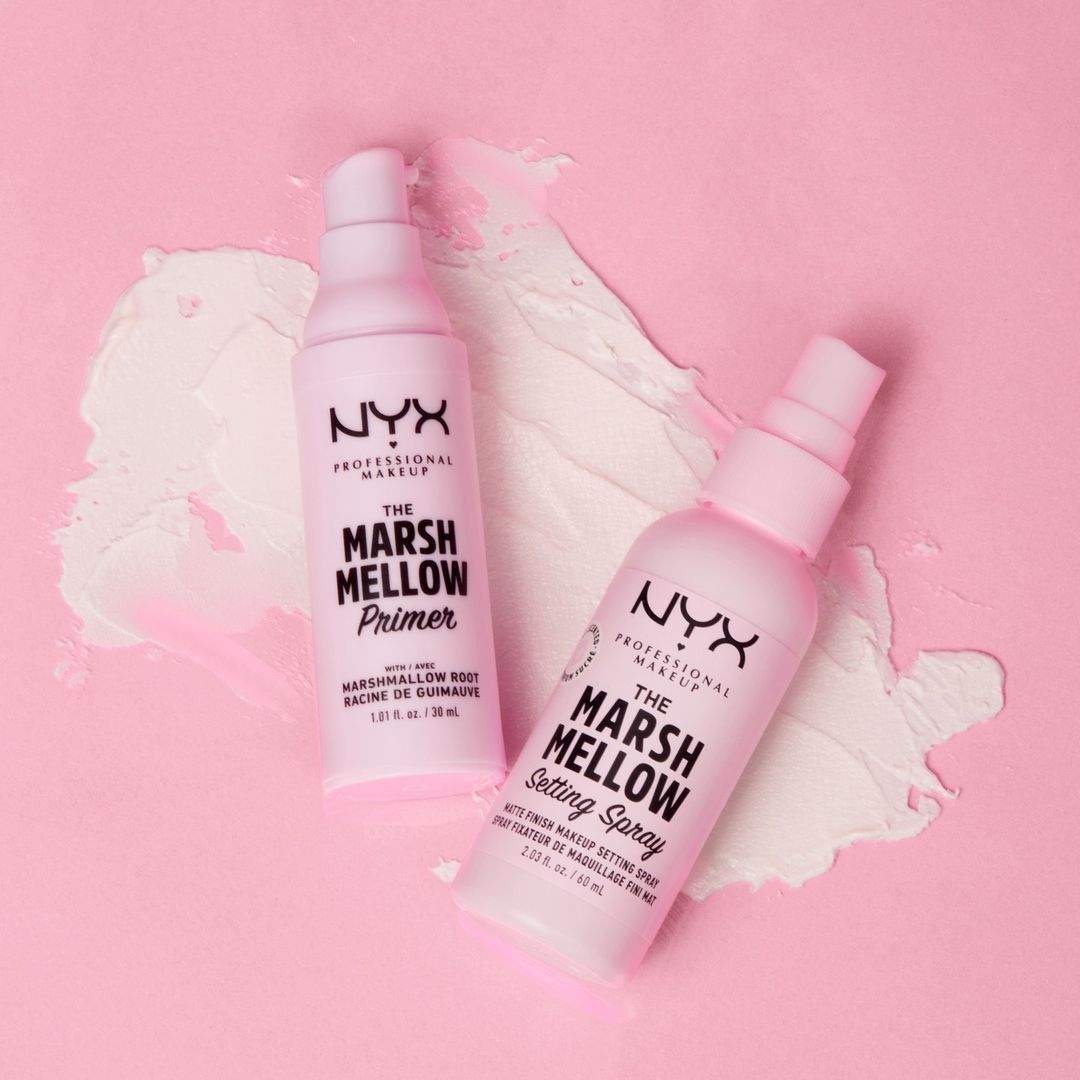 NYX
PROFESSIONAL
MAKEUP
THE
MARSH
MELLOW
Primer
WITH / AVEC
MARSHMALLOW ROOT
RACINE DE GUIMAUVE
1.01 fl. oz. / 30 mL
NYX
PROFESSIONAL
MAKEUP
THE
MARSH
MELLOW
Setting Spray
MATTE FINISH MAKEUP SETTING SPRAY
SPRAY FIXATEUR DE MAQUILLAGE FINI MAT
2.03 fl. oz. / 60 mL
SUCRÉ